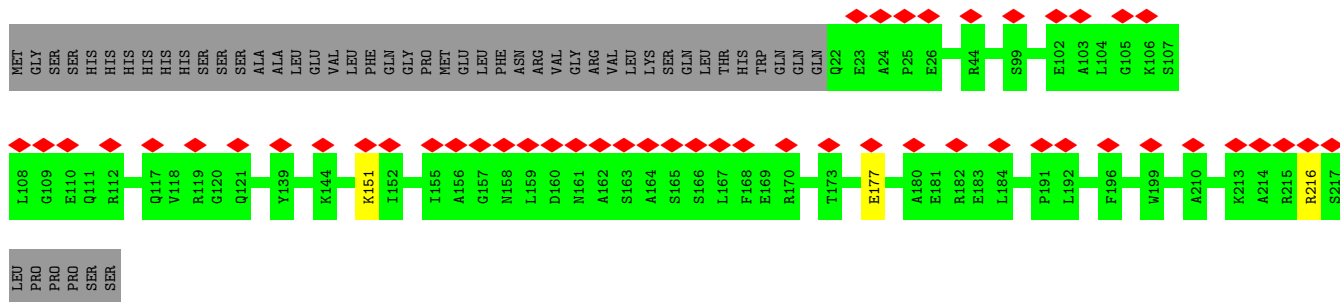 MET GLY SER SER HIS HIS HIS HIS HIS HIS SER SER SER ALA ALA LEU GLU VAL LEU PHE GLN GLY PRO MET GLU LEU PHE ASN ARG VAL GLY ARG VAL LEU LYS SER GLN LEU THR HIS TRP GLN GLN GLN Q22 E23 A24 P25 E26 R44 S99 E102 A103 L104 G105 K106 S107
L108 G109 E110 Q111 R112 Q117 V118 R119 G120 Q121 Y139 K144 K151 I152 I155 A156 G157 N158 L159 D160 N161 A162 S163 A164 S165 S166 L167 F168 E169 R170 T173 E177 A180 E181 R182 E183 L184 P191 L192 F196 W199 A210 K213 A214 R215 R216 S217
LEU PRO PRO PRO SER SER